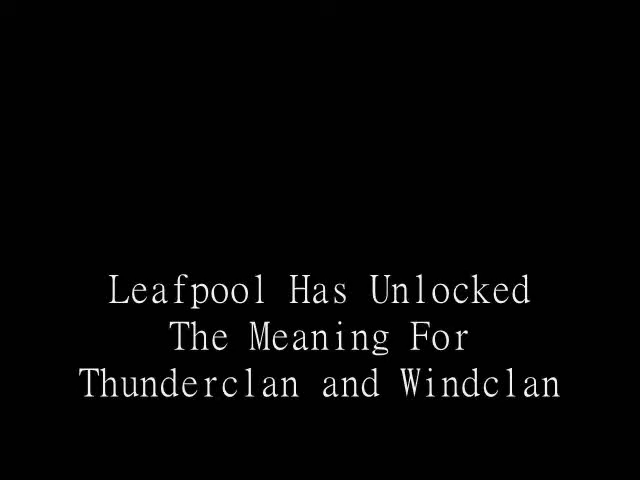 Leafpool Has Unlocked
The Meaning For
Thunderclan and Windclan